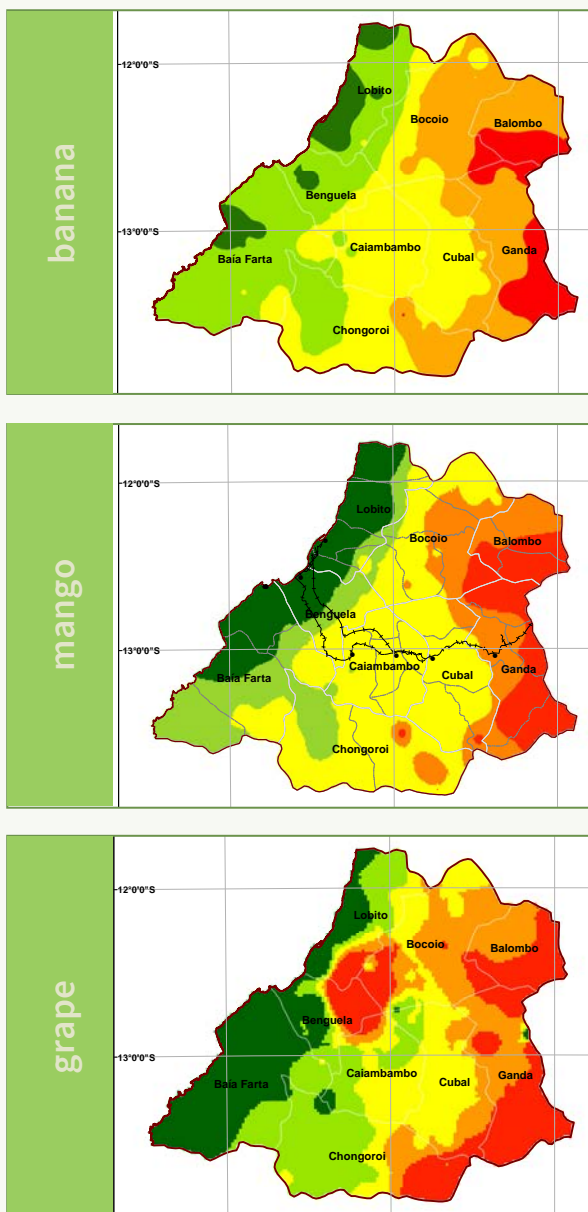 banana
12°0'0"S
13°0'0"S
Lobito
Bocoio
Balombo
Benguela
Caiambambo
Cubal
Ganda
Baía Farta
Chongoroi
mango
12°0'0"S
13°0'0"S
Lobito
Bocoio
Balombo
Benguela
Caiambambo
Cubal
Ganda
Baía Farta
Chongoroi
grape
12°0'0"S
13°0'0"S
Lobito
Bocoio
Balombo
Benguela
Caiambambo
Cubal
Ganda
Baía Farta
Chongoroi